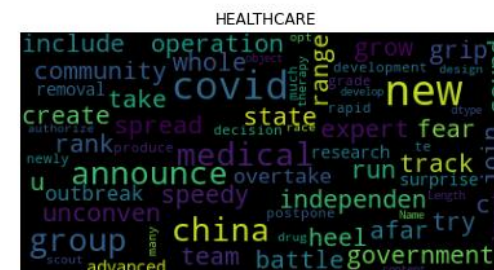 HEALTHCARE
include operation opt range grow grip
community whole object development design
removal take covid much therapy grade new
create spread state develop rapid dtype
authorize decision race expert fear
rank produce medical research te track
newly announce overtake run surprise
u outbreak speedy independen length c
unconven postpone Name try
group many china drug heel afar
scout advanced team battle government